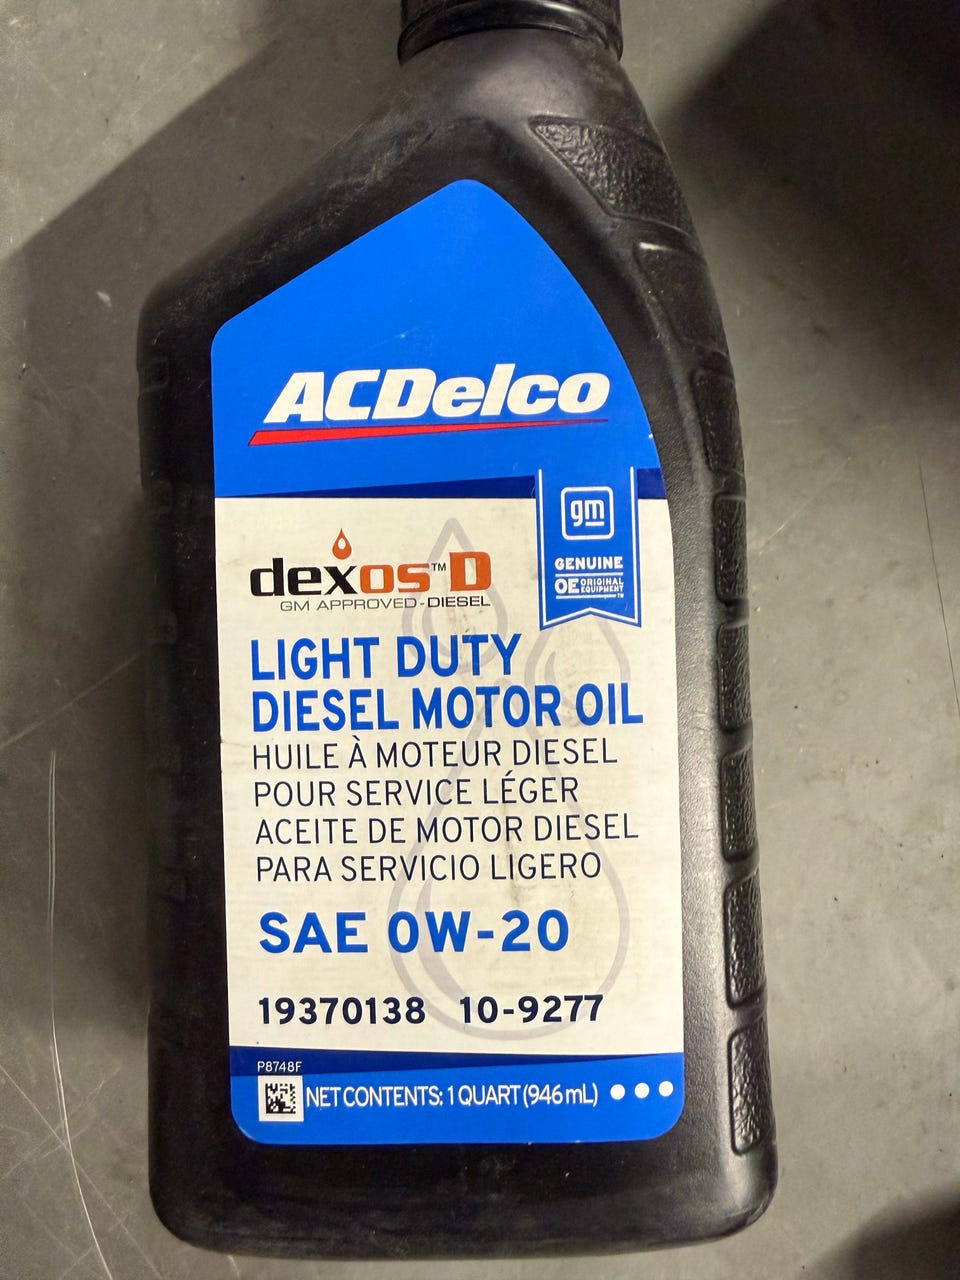 ACDelco
gm
GENUINE
OE ORIGINAL EQUIPMENT™
dexos™ D
GM APPROVED-DIESEL
LIGHT DUTY
DIESEL MOTOR OIL
HUILE À MOTEUR DIESEL
POUR SERVICE LÉGER
ACEITE DE MOTOR DIESEL
PARA SERVICIO LIGERO
SAE 0W-20
19370138 10-9277
P8748F
NET CONTENTS: 1 QUART (946 mL)